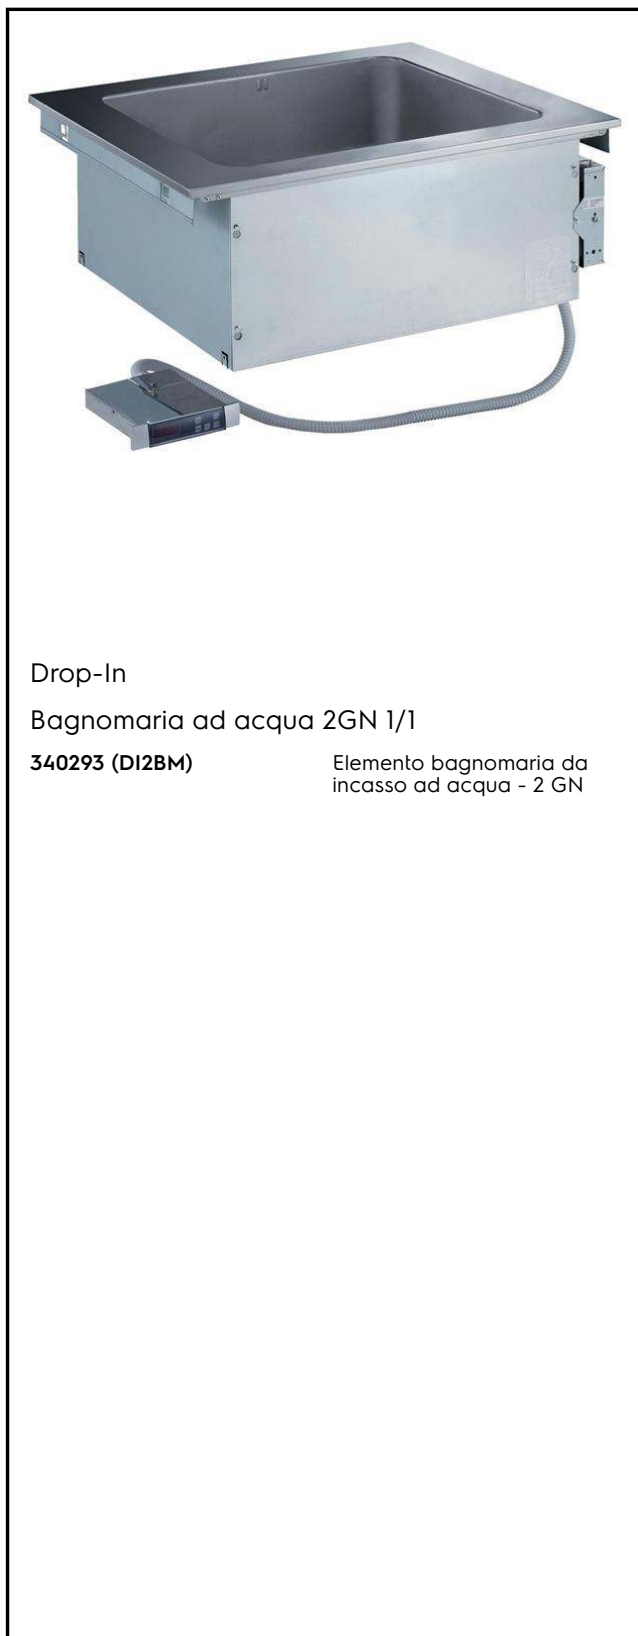 Drop-In
Bagnomaria ad acqua 2GN 1/1
340293 (DI2BM) Elemento bagnomaria da
incasso ad acqua - 2 GN